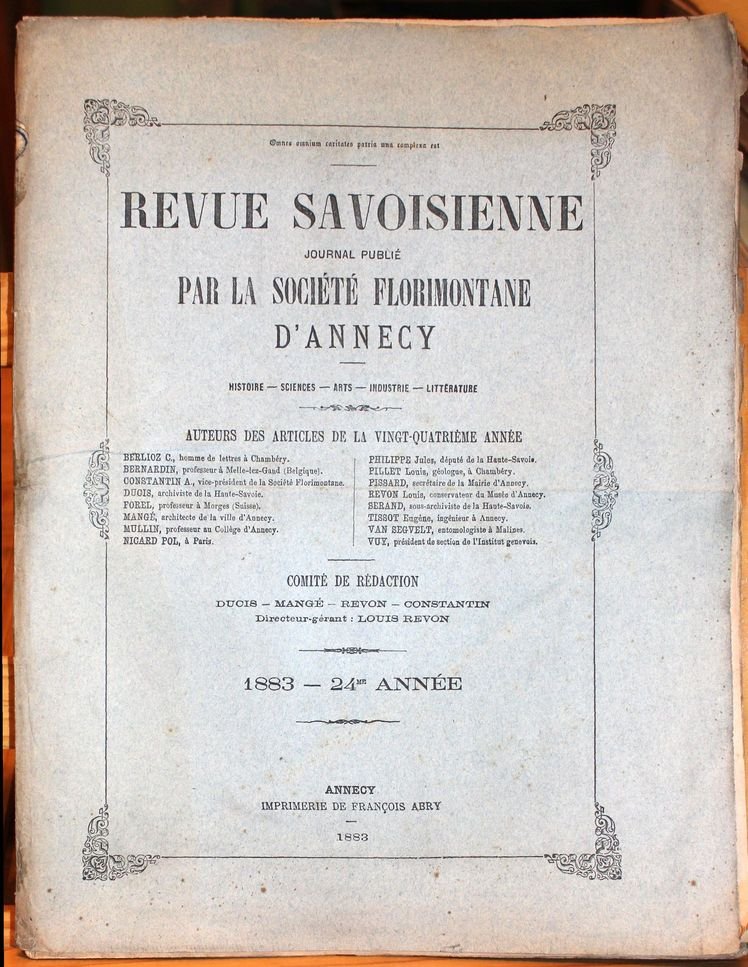 Omnes omnium caritates patria una complexa est
REVUE SAVOISIENNE
JOURNAL PUBLIÉ
PAR LA SOCIÉTÉ FLORIMONTANE
D'ANNECY
HISTOIRE — SCIENCES — ARTS — INDUSTRIE — LITTÉRATURE
AUTEURS DES ARTICLES DE LA VINGT-QUATRIÈME ANNÉE
BERLIOZ C., homme de lettres à Chambéry.
BERNARDIN, professeur à Melle-lez-Gand (Belgique).
CONSTANTIN A., vice-président de la Société Florimontane.
DUCIS, archiviste de la Haute-Savoie.
FOREL, professeur à Morges (Suisse).
MANGÉ, architecte de la ville d'Annecy.
MULLIN, professeur au Collège d'Annecy.
NICARD POL, à Paris.
PHILIPPE Jules, député de la Haute-Savoie.
PILLET Louis, géologue, à Chambéry.
PISSARD, secrétaire de la Mairie d'Annecy.
REVON Louis, conservateur du Musée d'Annecy.
SERAND, sous-archiviste de la Haute-Savoie.
TISSOT Eugène, ingénieur à Annecy.
VAN SEGVELT, entomologiste à Malines.
VUY, président de section de l'Institut genevois.
COMITÉ DE RÉDACTION
DUCIS — MANGÉ — REVON — CONSTANTIN
Directeur-gérant : LOUIS REVON
1883 — 24ME ANNÉE
ANNECY
IMPRIMERIE DE FRANÇOIS ABRY
1883